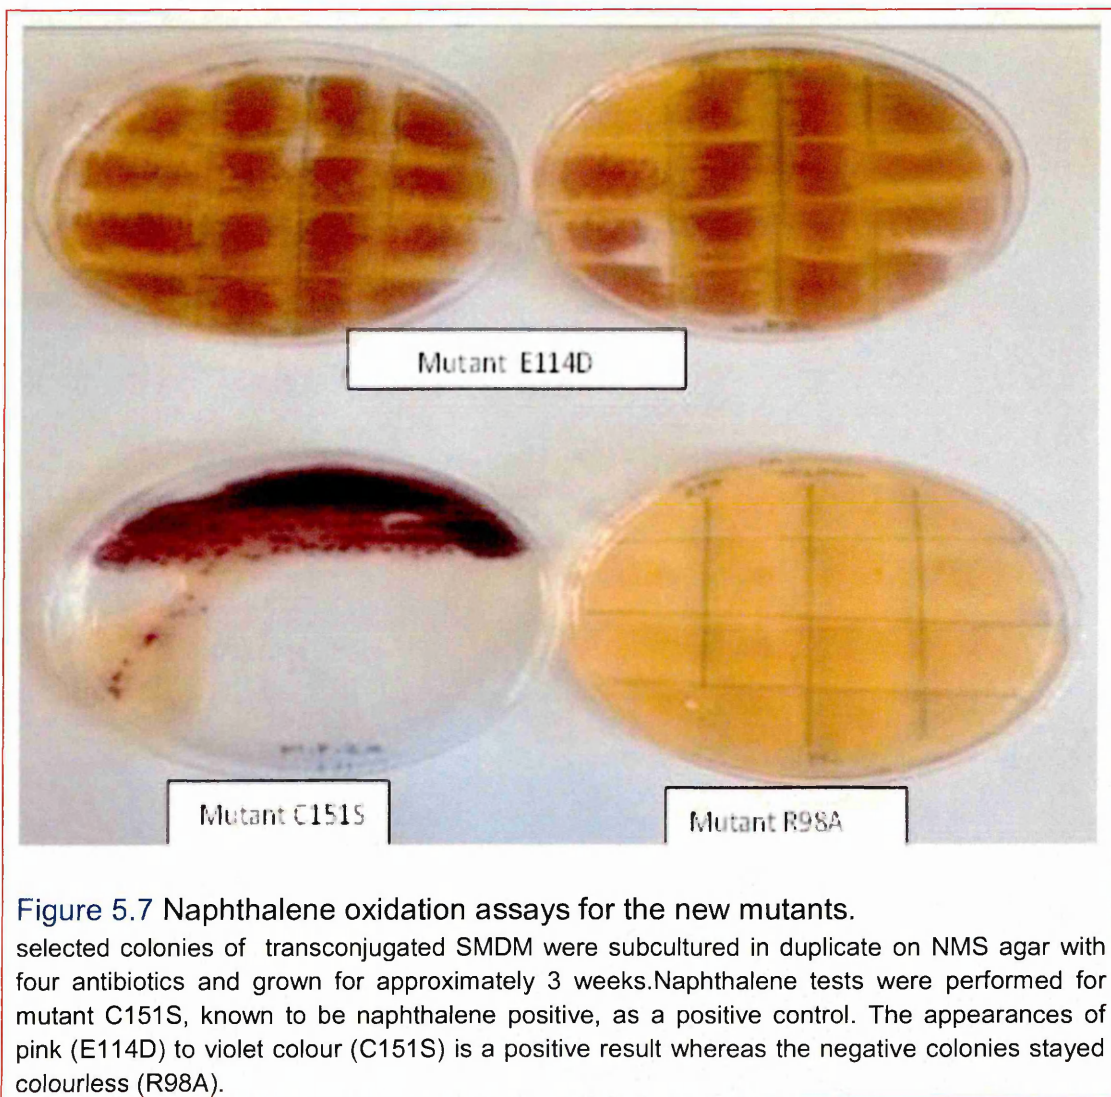 Mutant E114D
Mutant C151S
Mutant R98A
Figure 5.7 Naphthalene oxidation assays for the new mutants.
selected colonies of transconjugated SMDM were subcultured in duplicate on NMS agar with
four antibiotics and grown for approximately 3 weeks.Naphthalene tests were performed for
mutant C151S, known to be naphthalene positive, as a positive control. The appearances of
pink (E114D) to violet colour (C151S) is a positive result whereas the negative colonies stayed
colourless (R98A).